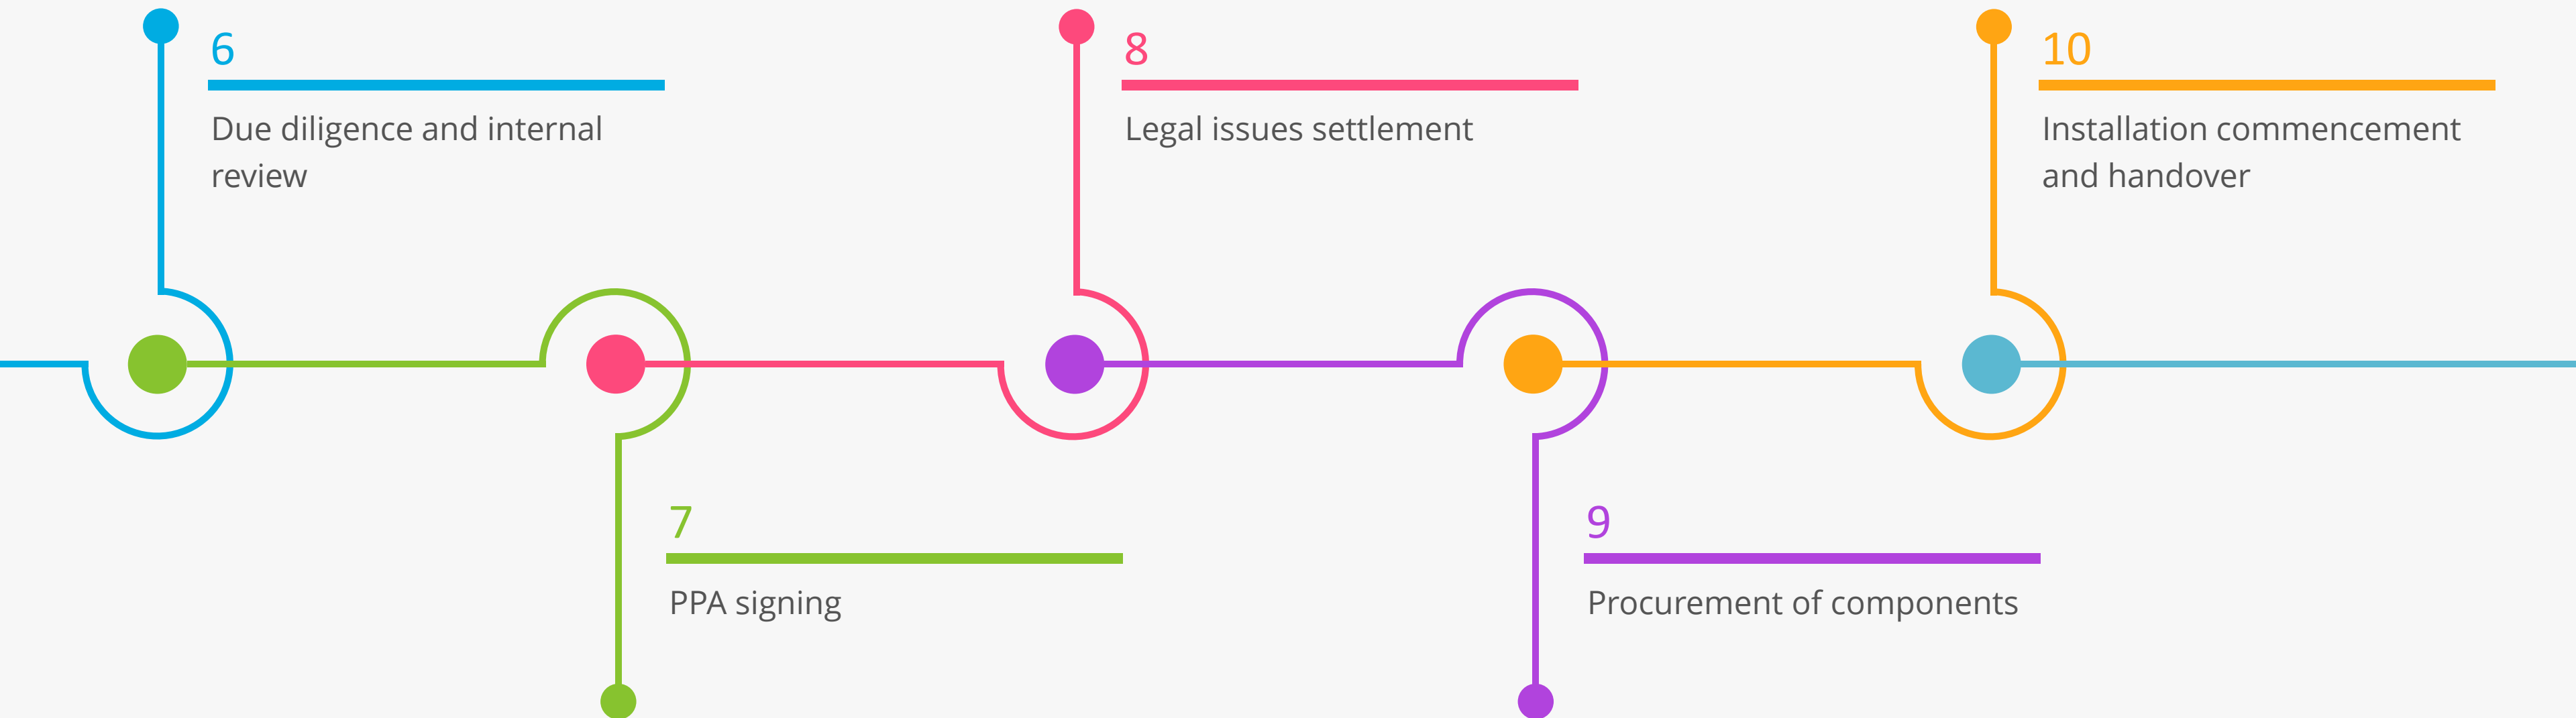 6
Due diligence and internal
review
7
PPA signing
8
Legal issues settlement
9
Procurement of components
10
Installation commencement
and handover